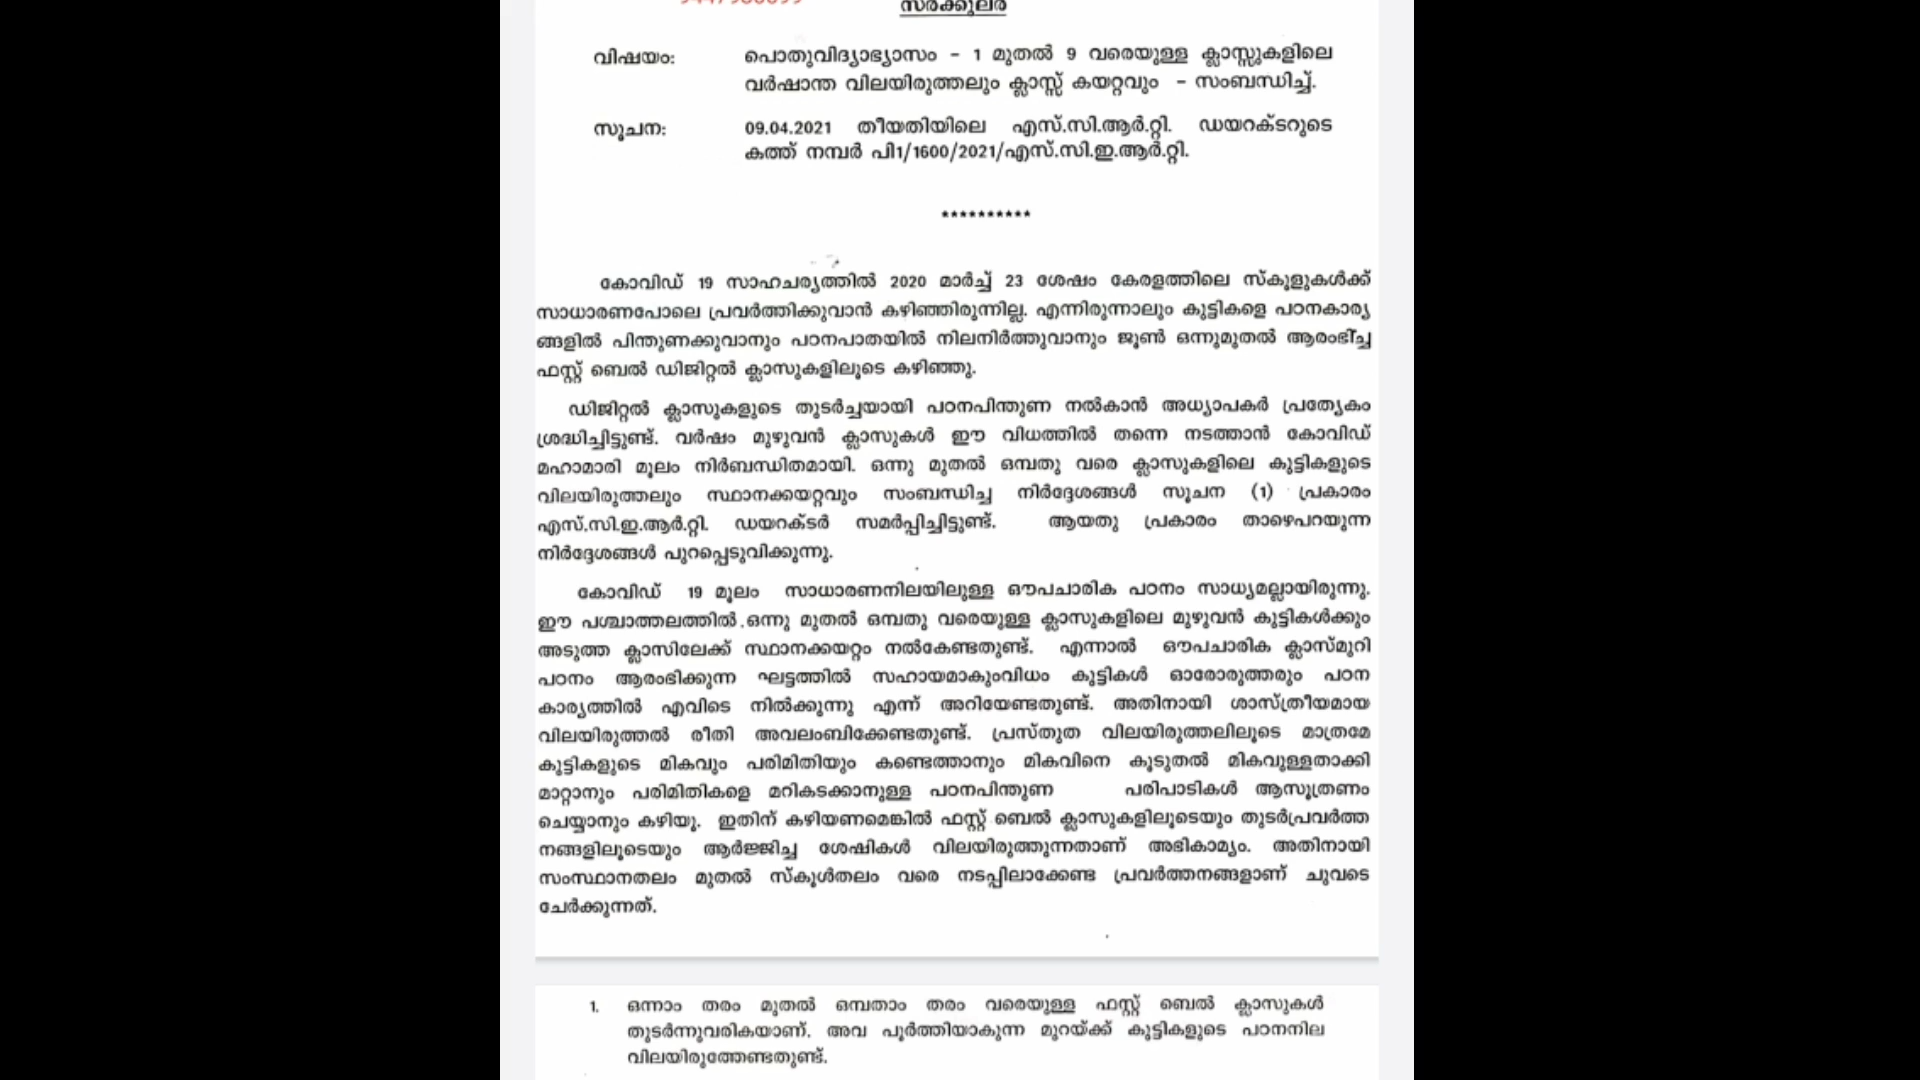 സർക്കുലർ
വിഷയം: പൊതുവിദ്യാഭ്യാസം – 1 മുതൽ 9 വരെയുള്ള ക്ലാസ്സുകളിലെ
വർഷാന്ത വിലയിരുത്തലും ക്ലാസ്സ് കയറ്റവും – സംബന്ധിച്ച്.
സൂചന: 09.04.2021 തീയതിയിലെ എസ്.സി.ആർ.റ്റി. ഡയറക്ടറുടെ
കത്ത് നമ്പർ പി1/1600/2021/എസ്.സി.ഇ.ആർ.റ്റി.
**********
കോവിഡ് 19 സാഹചര്യത്തിൽ 2020 മാർച്ച് 23 ശേഷം കേരളത്തിലെ സ്കൂളുകൾക്ക്
സാധാരണപോലെ പ്രവർത്തിക്കുവാൻ കഴിഞ്ഞിരുന്നില്ല. എന്നിരുന്നാലും കുട്ടികളെ പഠനകാര്യ
ങ്ങളിൽ പിന്തുണക്കുവാനും പഠനപാതയിൽ നിലനിർത്തുവാനും ജൂൺ ഒന്നുമുതൽ ആരംഭിച്ച
ഫസ്റ്റ് ബെൽ ഡിജിറ്റൽ ക്ലാസുകളിലൂടെ കഴിഞ്ഞു.
ഡിജിറ്റൽ ക്ലാസുകളുടെ തുടർച്ചയായി പഠനപിന്തുണ നൽകാൻ അധ്യാപകർ പ്രത്യേകം
ശ്രദ്ധിച്ചിട്ടുണ്ട്. വർഷം മുഴുവൻ ക്ലാസുകൾ ഈ വിധത്തിൽ തന്നെ നടത്താൻ കോവിഡ്
മഹാമാരി മൂലം നിർബന്ധിതമായി. ഒന്നു മുതൽ ഒമ്പതു വരെ ക്ലാസുകളിലെ കുട്ടികളുടെ
വിലയിരുത്തലും സ്ഥാനക്കയറ്റവും സംബന്ധിച്ച നിർദ്ദേശങ്ങൾ സൂചന (1) പ്രകാരം
എസ്.സി.ഇ.ആർ.റ്റി. ഡയറക്ടർ സമർപ്പിച്ചിട്ടുണ്ട്. ആയതു പ്രകാരം താഴെപറയുന്ന
നിർദ്ദേശങ്ങൾ പുറപ്പെടുവിക്കുന്നു.
കോവിഡ് 19 മൂലം സാധാരണനിലയിലുള്ള ഔപചാരിക പഠനം സാധ്യമല്ലായിരുന്നു.
ഈ പശ്ചാത്തലത്തിൽ ഒന്നു മുതൽ ഒമ്പതു വരെയുള്ള ക്ലാസുകളിലെ മുഴുവൻ കുട്ടികൾക്കും
അടുത്ത ക്ലാസിലേക്ക് സ്ഥാനക്കയറ്റം നൽകേണ്ടതുണ്ട്. എന്നാൽ ഔപചാരിക ക്ലാസ്മുറി
പഠനം ആരംഭിക്കുന്ന ഘട്ടത്തിൽ സഹായമാകുംവിധം കുട്ടികൾ ഓരോരുത്തരും പഠന
കാര്യത്തിൽ എവിടെ നിൽക്കുന്നു എന്ന് അറിയേണ്ടതുണ്ട്. അതിനായി ശാസ്ത്രീയമായ
വിലയിരുത്തൽ രീതി അവലംബിക്കേണ്ടതുണ്ട്. പ്രസ്തുത വിലയിരുത്തലിലൂടെ മാത്രമേ
കുട്ടികളുടെ മികവും പരിമിതിയും കണ്ടെത്താനും മികവിനെ കൂടുതൽ മികവുള്ളതാക്കി
മാറ്റാനും പരിമിതികളെ മറികടക്കാനുള്ള പഠനപിന്തുണ പരിപാടികൾ ആസൂത്രണം
ചെയ്യാനും കഴിയൂ. ഇതിന് കഴിയണമെങ്കിൽ ഫസ്റ്റ് ബെൽ ക്ലാസുകളിലൂടെയും തുടർപ്രവർത്ത
നങ്ങളിലൂടെയും ആർജ്ജിച്ച ശേഷികൾ വിലയിരുത്തുന്നതാണ് അഭികാമ്യം. അതിനായി
സംസ്ഥാനതലം മുതൽ സ്കൂൾതലം വരെ നടപ്പിലാക്കേണ്ട പ്രവർത്തനങ്ങളാണ് ചുവടെ
ചേർക്കുന്നത്.
1. ഒന്നാം തരം മുതൽ ഒമ്പതാം തരം വരെയുള്ള ഫസ്റ്റ് ബെൽ ക്ലാസുകൾ
തുടർന്നുവരികയാണ്. അവ പൂർത്തിയാകുന്ന മുറയ്ക്ക് കുട്ടികളുടെ പഠനനില
വിലയിരുത്തേണ്ടതുണ്ട്.